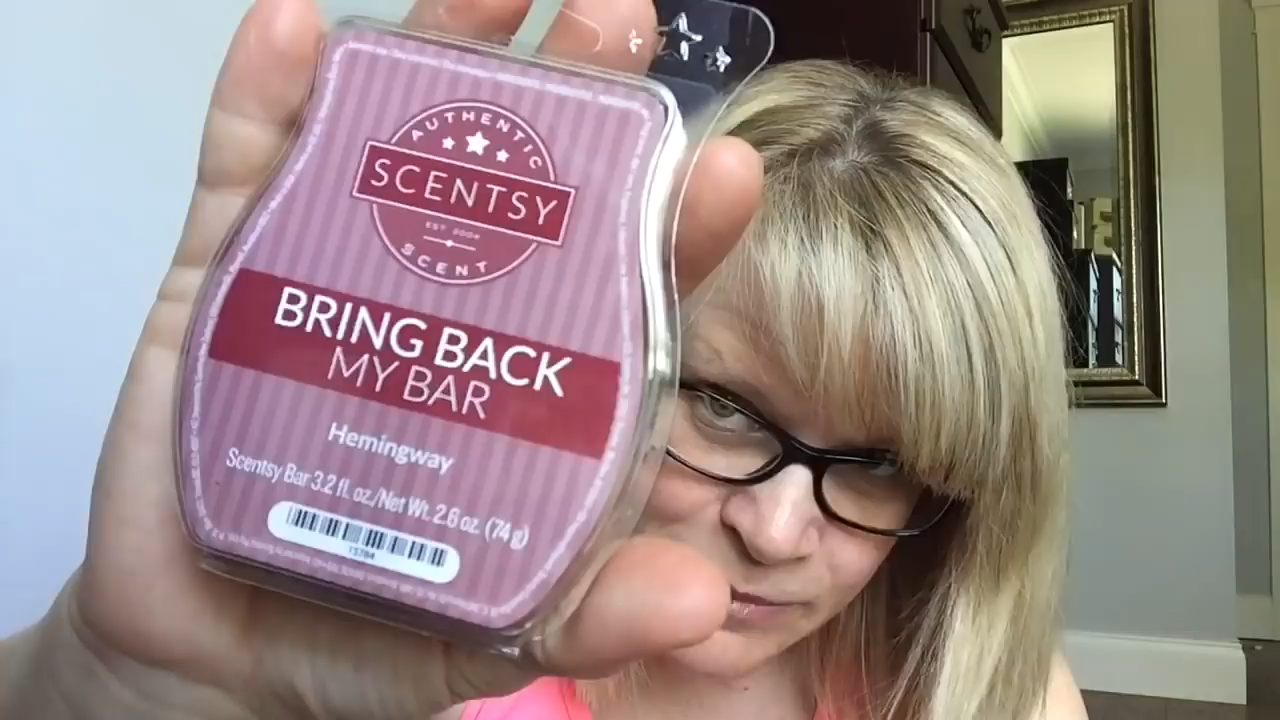 AUTHENTIC
SCENTSY
EST. 2004
SCENT
BRING BACK
MY BAR
Hemingway
Scentsy Bar 3.2 fl. oz./Net Wt. 2.6 oz. (74 g)